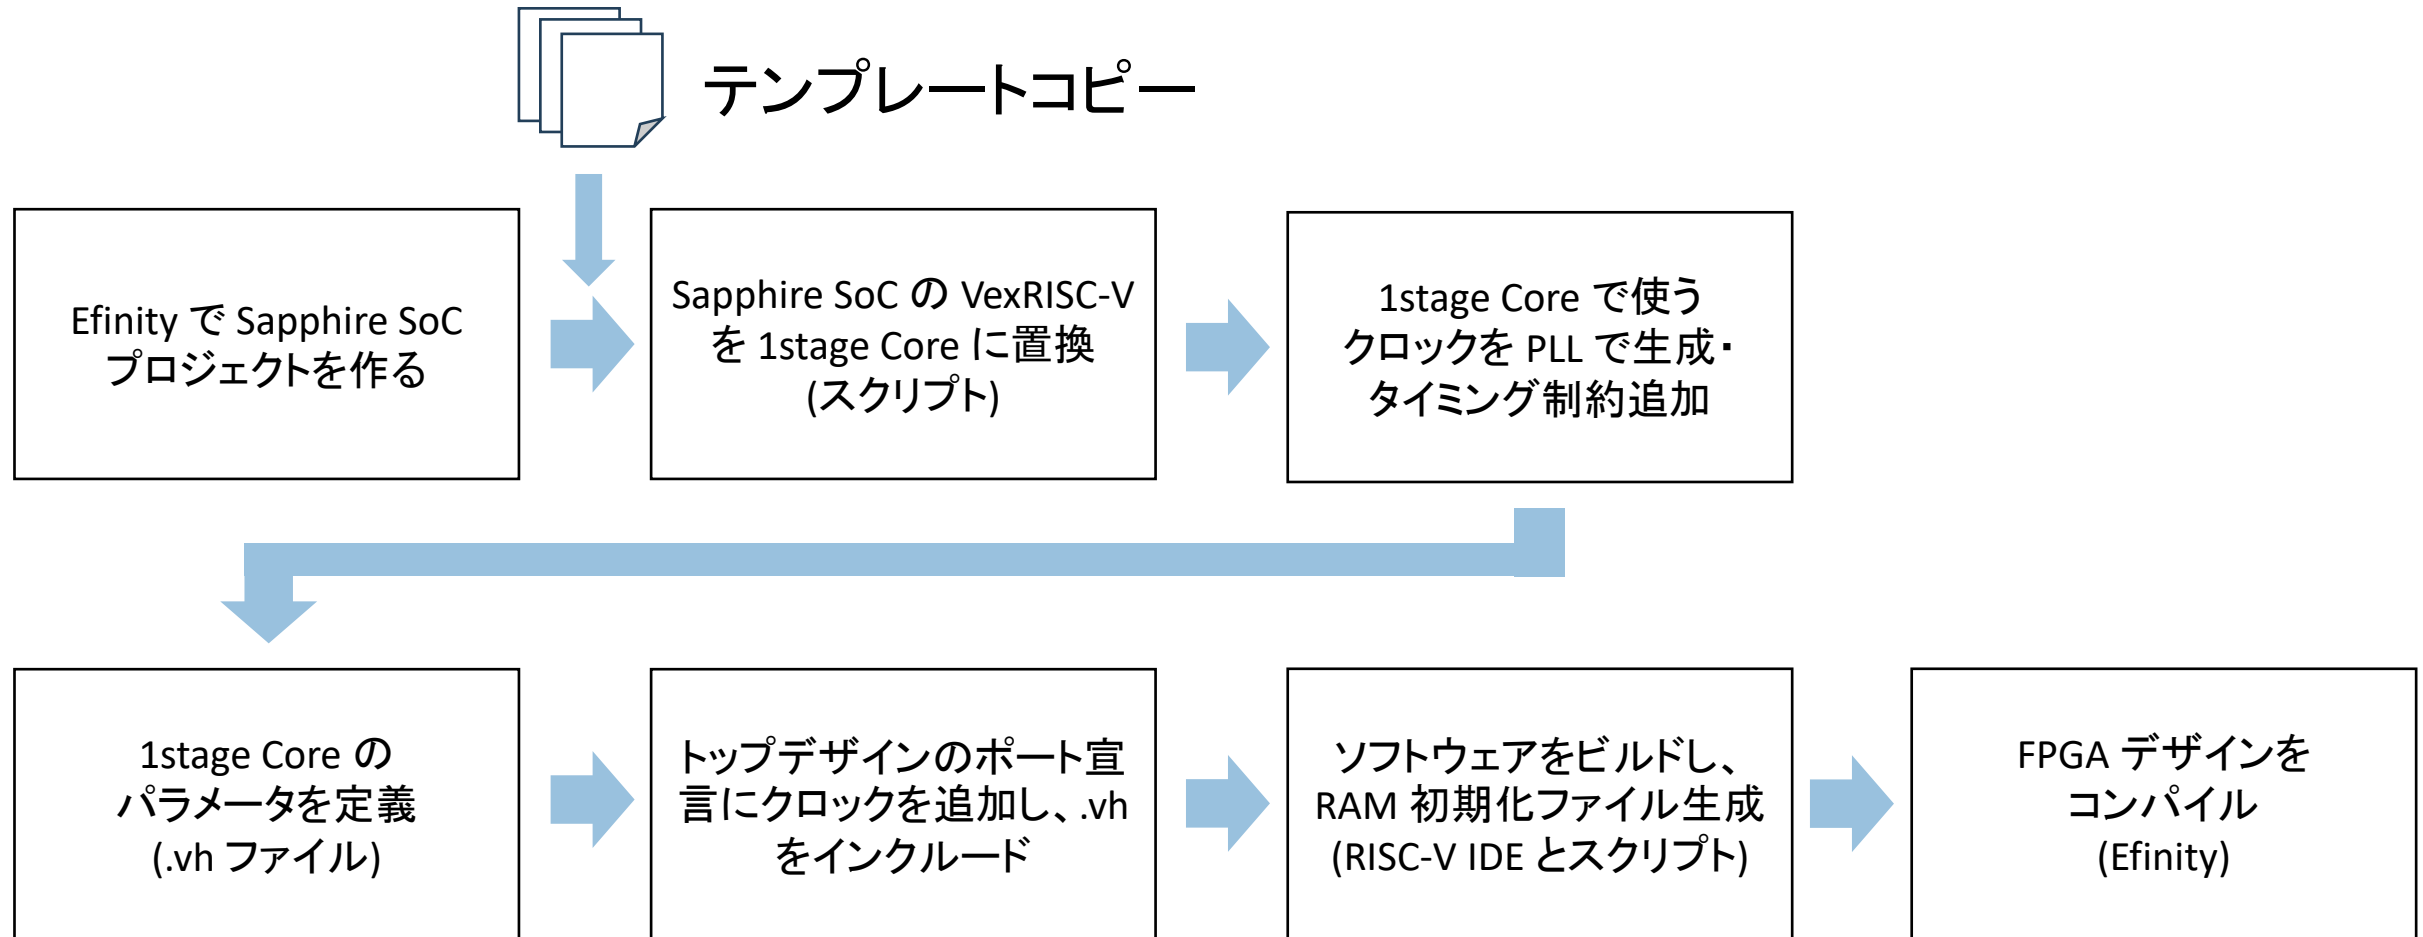 テンプレートコピー
Efinity で Sapphire SoC
プロジェクトを作る
Sapphire SoC の VexRISC-V
を 1stage Core に置換
(スクリプト)
1stage Core で使う
クロックを PLL で生成・
タイミング制約追加
1stage Core の
パラメータを定義
(.vh ファイル)
トップデザインのポート宣
言にクロックを追加し、.vh
をインクルード
ソフトウェアをビルドし、
RAM 初期化ファイル生成
(RISC-V IDE とスクリプト)
FPGA デザインを
コンパイル
(Efinity)